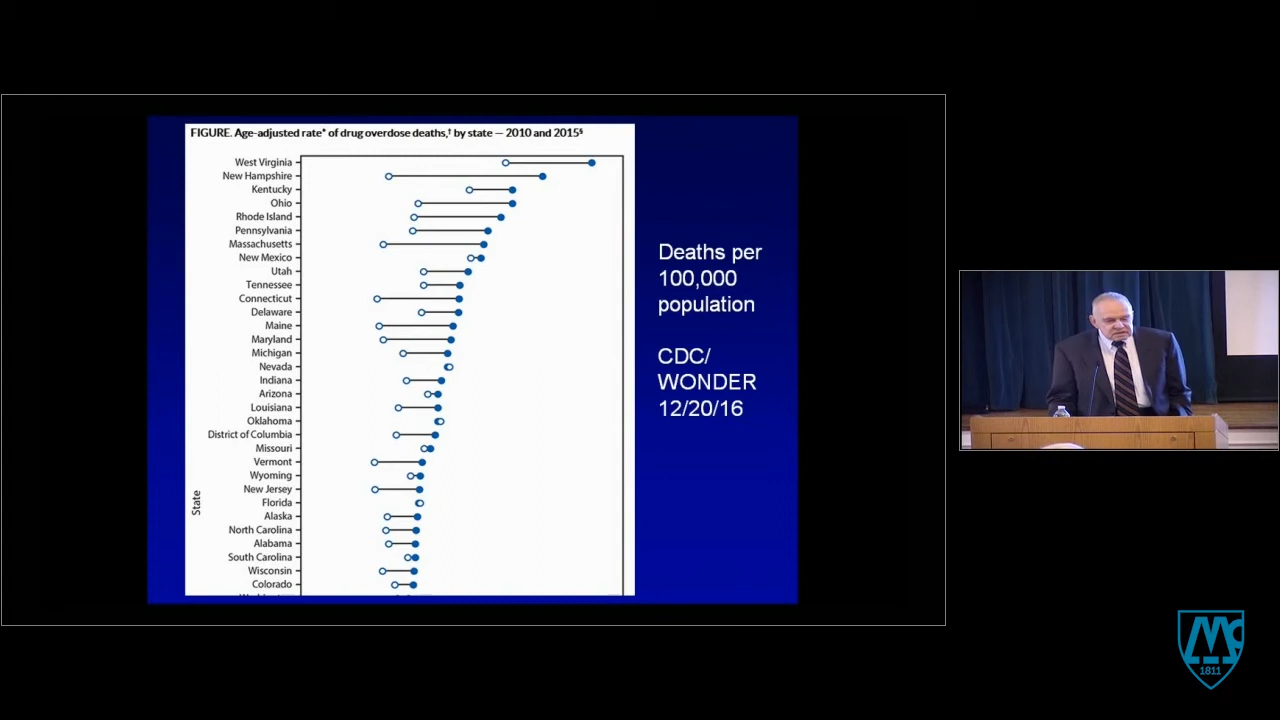 FIGURE. Age-adjusted rate* of drug overdose deaths,† by state — 2010 and 2015§
West Virginia
New Hampshire
Kentucky
Ohio
Rhode Island
Pennsylvania
Massachusetts
New Mexico
Utah
Tennessee
Connecticut
Delaware
Maine
Maryland
Michigan
Nevada
Indiana
Arizona
Louisiana
Oklahoma
District of Columbia
Missouri
Vermont
Wyoming
New Jersey
Florida
Alaska
North Carolina
Alabama
South Carolina
Wisconsin
Colorado
State
Deaths per
100,000
population
CDC/
WONDER
12/20/16
1811